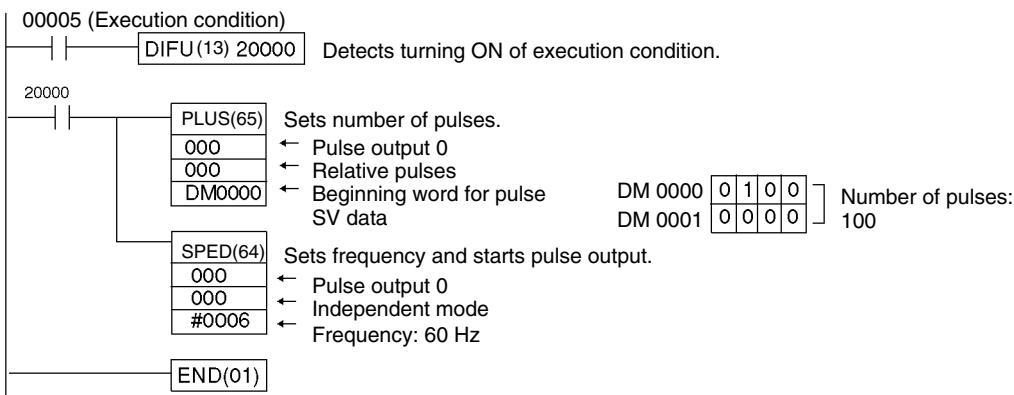 00005 (Execution condition)
DIFU(13) 20000 Detects turning ON of execution condition.
20000
PLUS(65) Sets number of pulses.
000 ← Pulse output 0
000 ← Relative pulses
DM0000 ← Beginning word for pulse
SV data
DM 0000 0 1 0 0
DM 0001 0 0 0 0
Number of pulses:
100
SPED(64) Sets frequency and starts pulse output.
000 ← Pulse output 0
000 ← Independent mode
#0006 ← Frequency: 60 Hz
END(01)